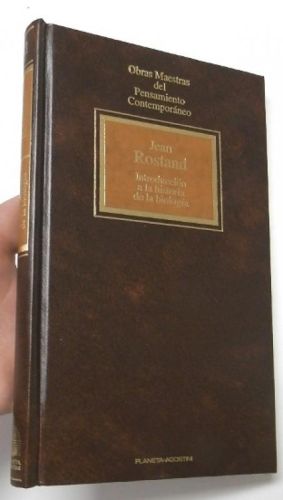 Obras Maestras
del
Pensamiento
Contemporáneo
Jean
Rostand
Introducción
a la historia
de la biología
PLANETA-AGOSTINI